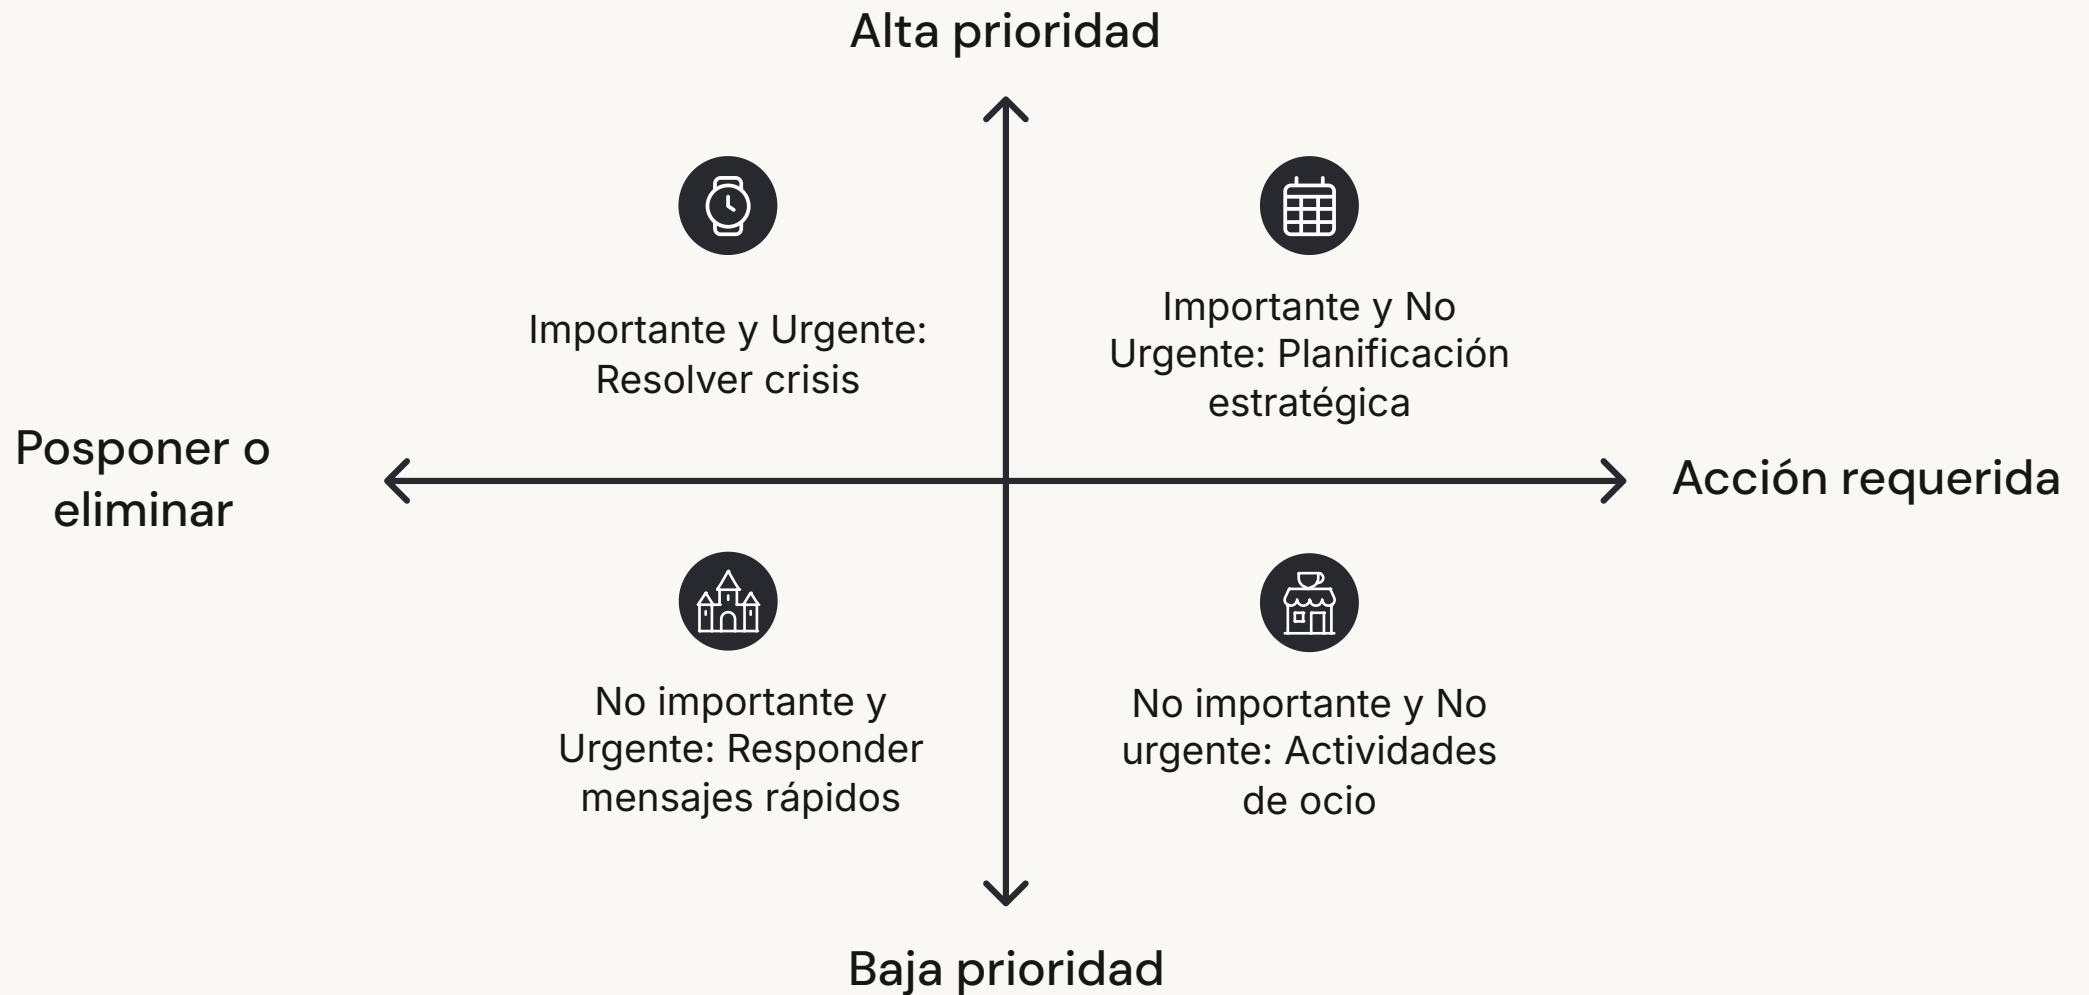 Alta prioridad
Importante y Urgente:
Resolver crisis
Importante y No
Urgente: Planificación
estratégica
Posponer o
eliminar
Acción requerida
No importante y
Urgente: Responder
mensajes rápidos
No importante y No
urgente: Actividades
de ocio
Baja prioridad